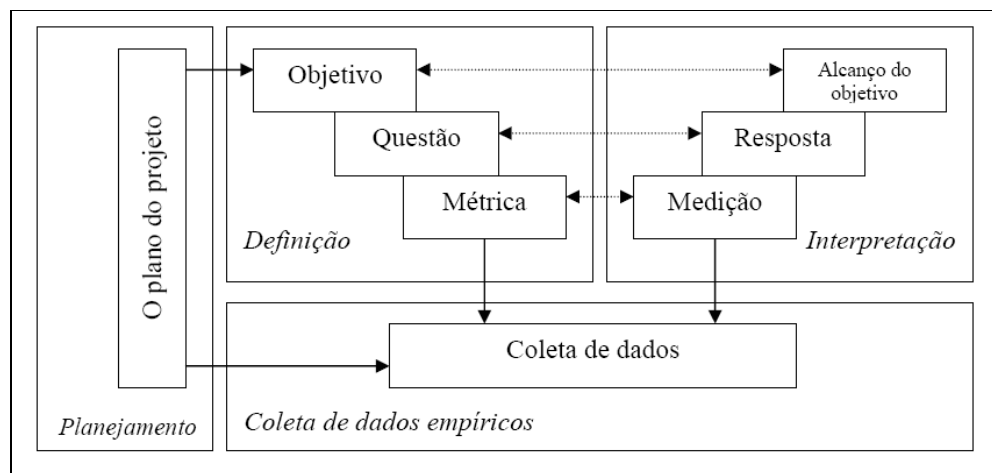 O plano do projeto
Planejamento
Objetivo
Questão
Métrica
Definição
Alcanço do
objetivo
Resposta
Medição
Interpretação
Coleta de dados
Coleta de dados empíricos